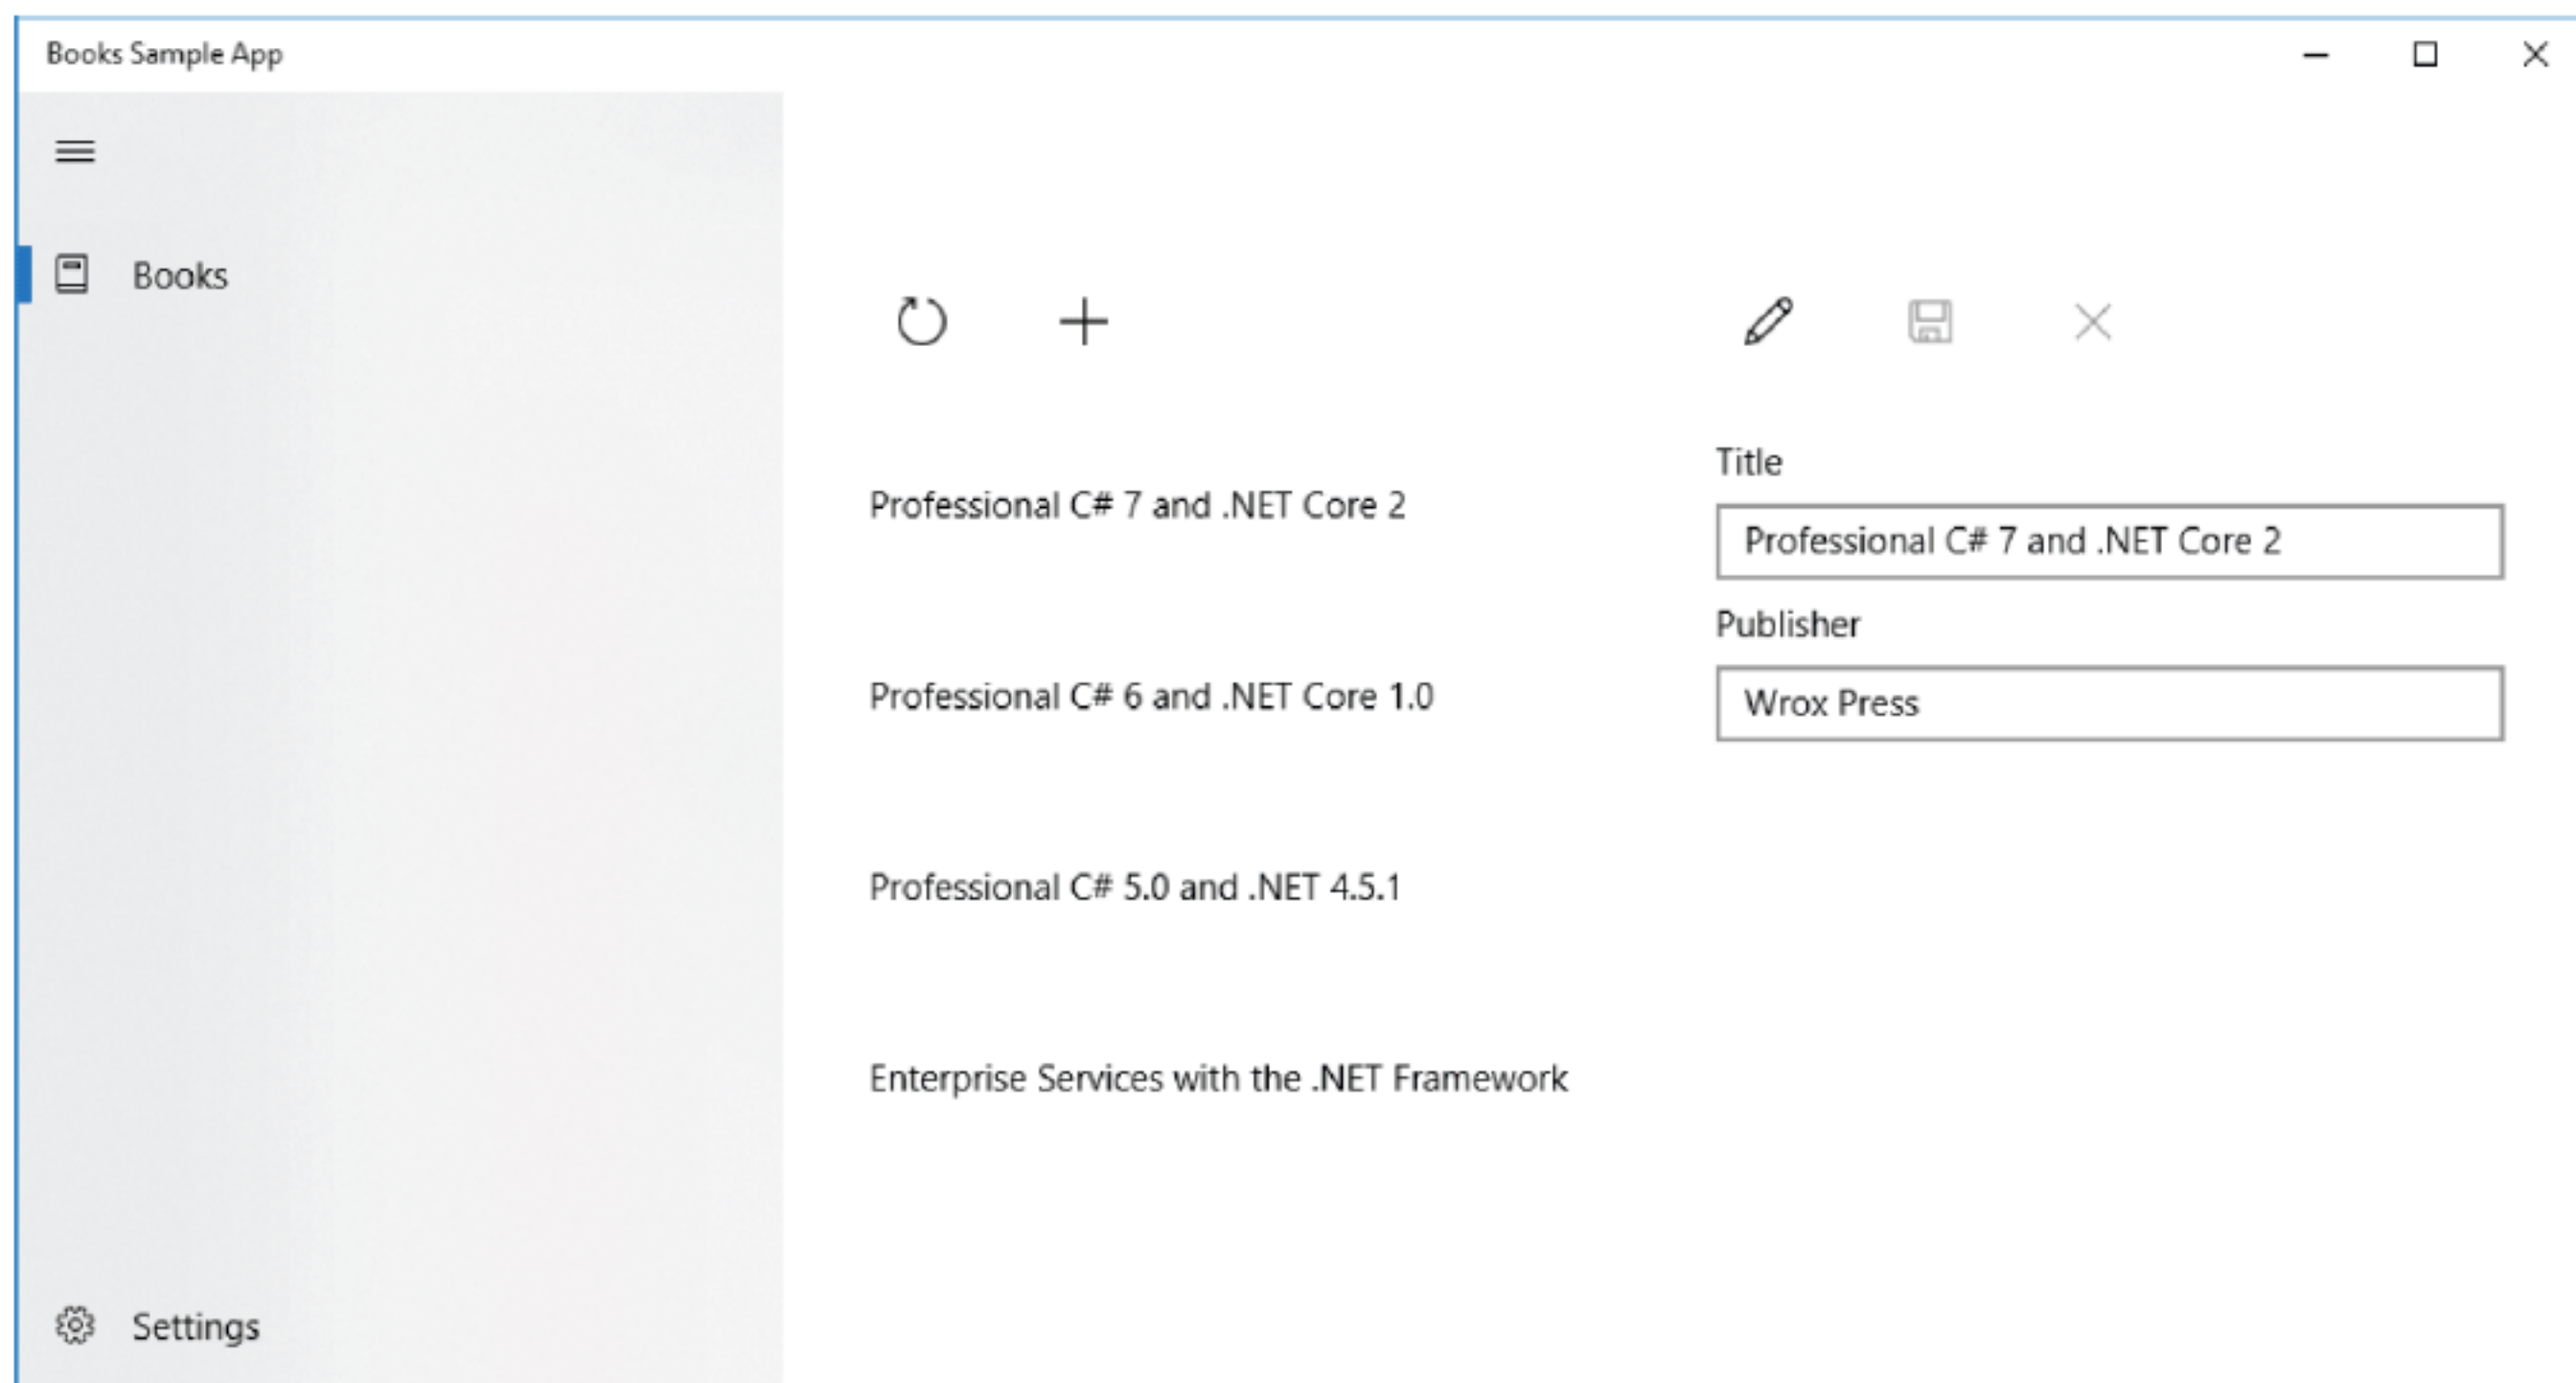 Books Sample App
Books
Professional C# 7 and .NET Core 2
Professional C# 6 and .NET Core 1.0
Professional C# 5.0 and .NET 4.5.1
Enterprise Services with the .NET Framework
Title
Professional C# 7 and .NET Core 2
Publisher
Wrox Press
Settings